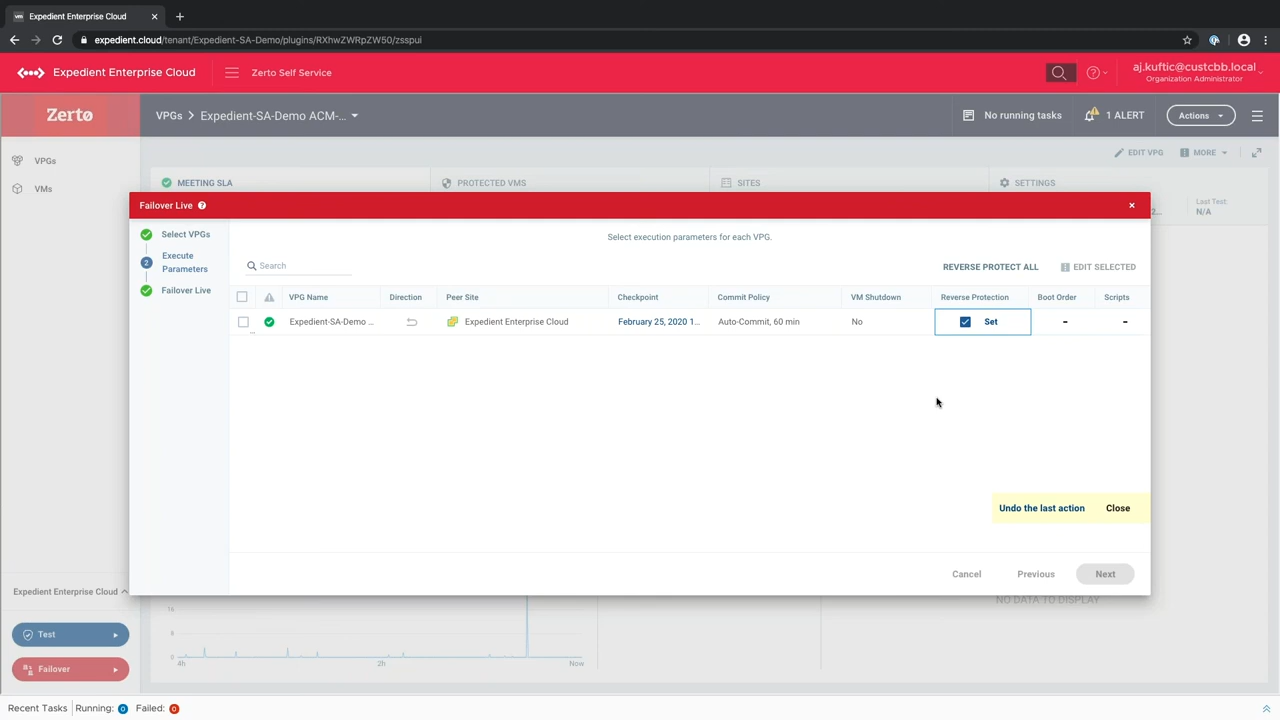 Expedient Enterprise Cloud
expedient.cloud/tenant/Expedient-SA-Demo/plugins/RXhwZWRpZW50/zsspui
Expedient Enterprise Cloud
Zerto Self Service
aj.kuftic@custcbb.local
Organization Administrator
Zerto
VPGs > Expedient-SA-Demo ACM-...
No running tasks
1 ALERT
Actions
VPGs
VMs
EDIT VPG
MORE
MEETING SLA
PROTECTED VMS
SITES
SETTINGS
2...
Last Test:
N/A
Failover Live
Select VPGs
2
Execute
Parameters
Failover Live
Select execution parameters for each VPG.
Search
REVERSE PROTECT ALL
EDIT SELECTED
VPG Name
Direction
Peer Site
Checkpoint
Commit Policy
VM Shutdown
Reverse Protection
Boot Order
Scripts
Expedient-SA-Demo ...
Expedient Enterprise Cloud
February 25, 2020 1...
Auto-Commit, 60 min
No
Set
-
-
Undo the last action
Close
Cancel
Previous
Next
Expedient Enterprise Cloud
Test
Failover
16
8
0
4h
2h
Now
NO DATA TO DISPLAY
Recent Tasks
Running: 0
Failed: 0